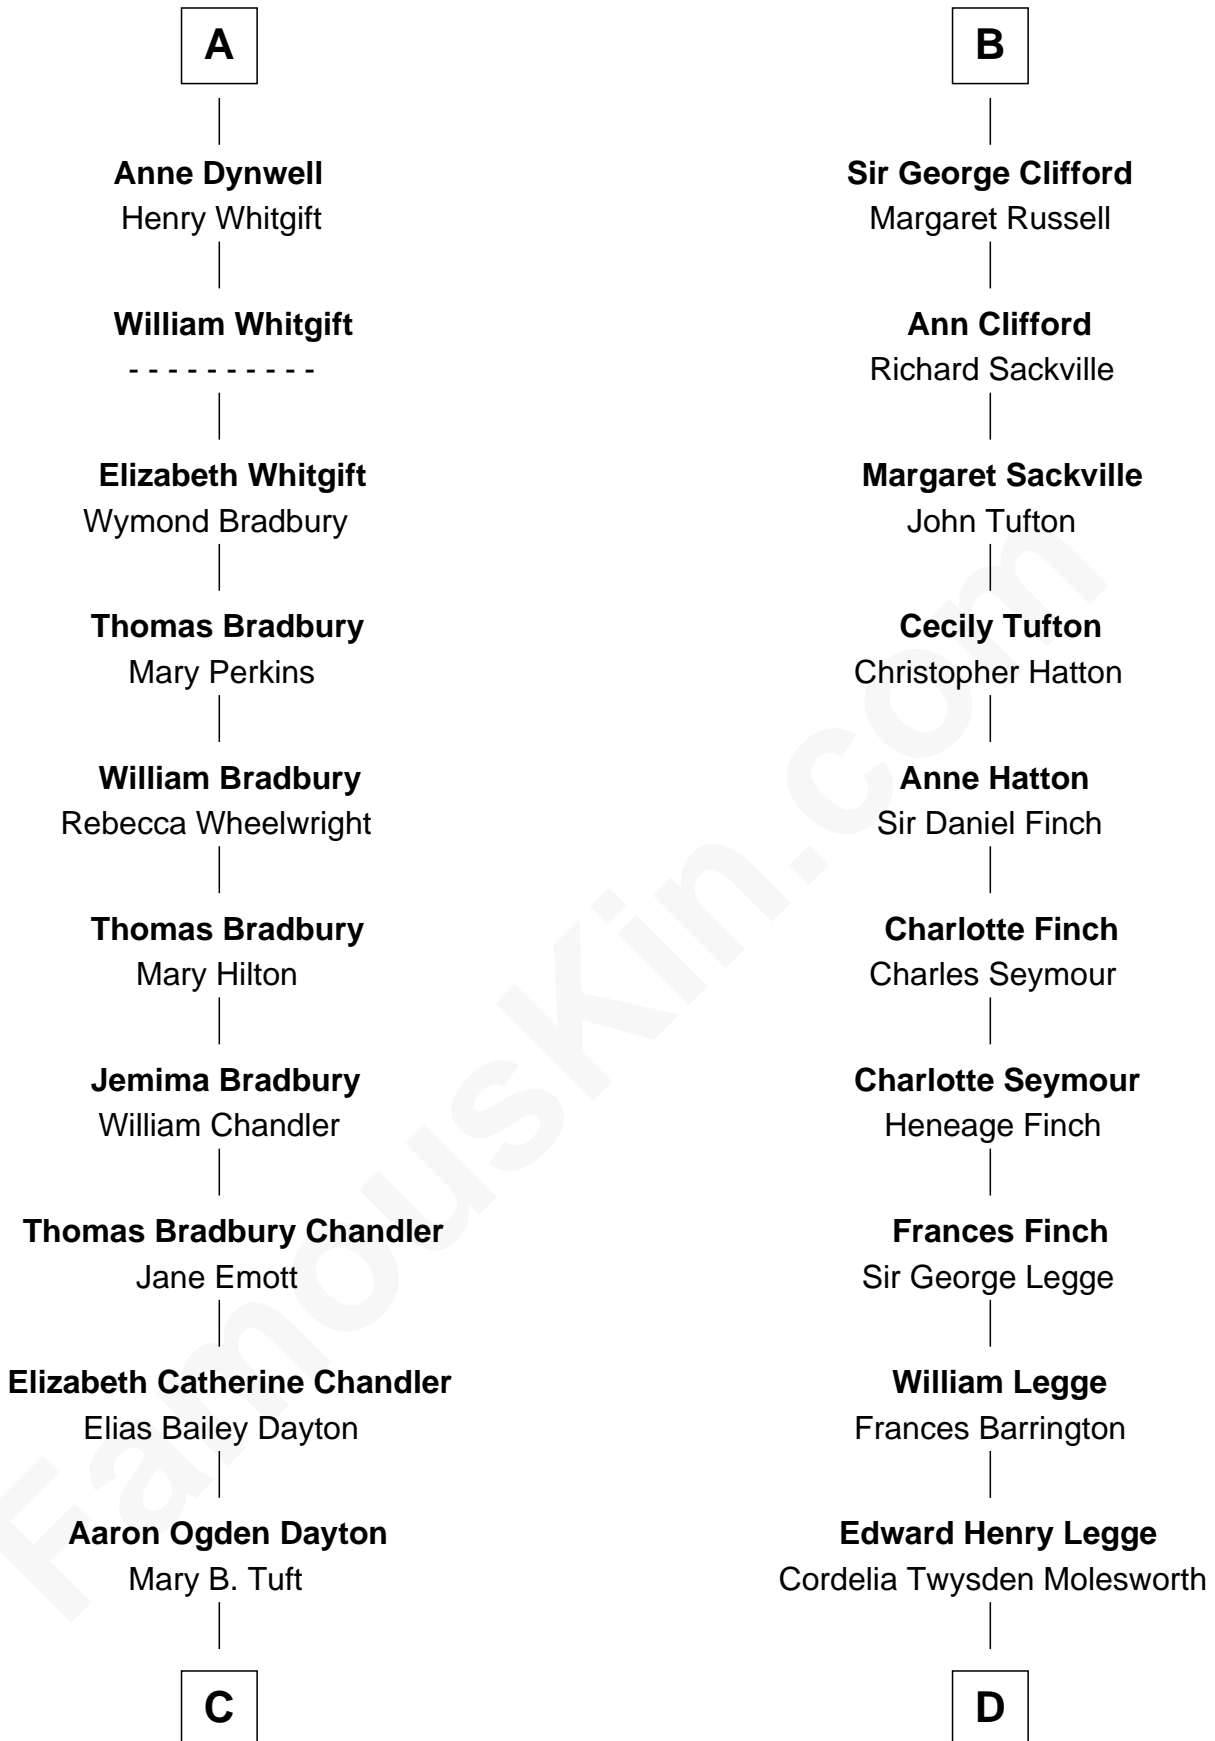 A
Anne Dynwell
Henry Whitgift
William Whitgift
- - - - - - - - - -
Elizabeth Whitgift
Wymond Bradbury
Thomas Bradbury
Mary Perkins
William Bradbury
Rebecca Wheelwright
Thomas Bradbury
Mary Hilton
Jemima Bradbury
William Chandler
Thomas Bradbury Chandler
Jane Emott
Elizabeth Catherine Chandler
Elias Bailey Dayton
Aaron Ogden Dayton
Mary B. Tuft
C
B
Sir George Clifford
Margaret Russell
Ann Clifford
Richard Sackville
Margaret Sackville
John Tufton
Cecily Tufton
Christopher Hatton
Anne Hatton
Sir Daniel Finch
Charlotte Finch
Charles Seymour
Charlotte Seymour
Heneage Finch
Frances Finch
Sir George Legge
William Legge
Frances Barrington
Edward Henry Legge
Cordelia Twysden Molesworth
D
FamousKin.com